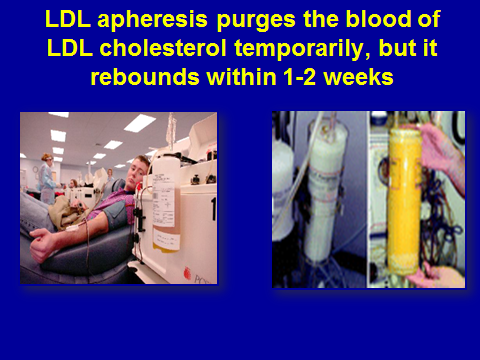 LDL apheresis purges the blood of
LDL cholesterol temporarily, but it
rebounds within 1-2 weeks